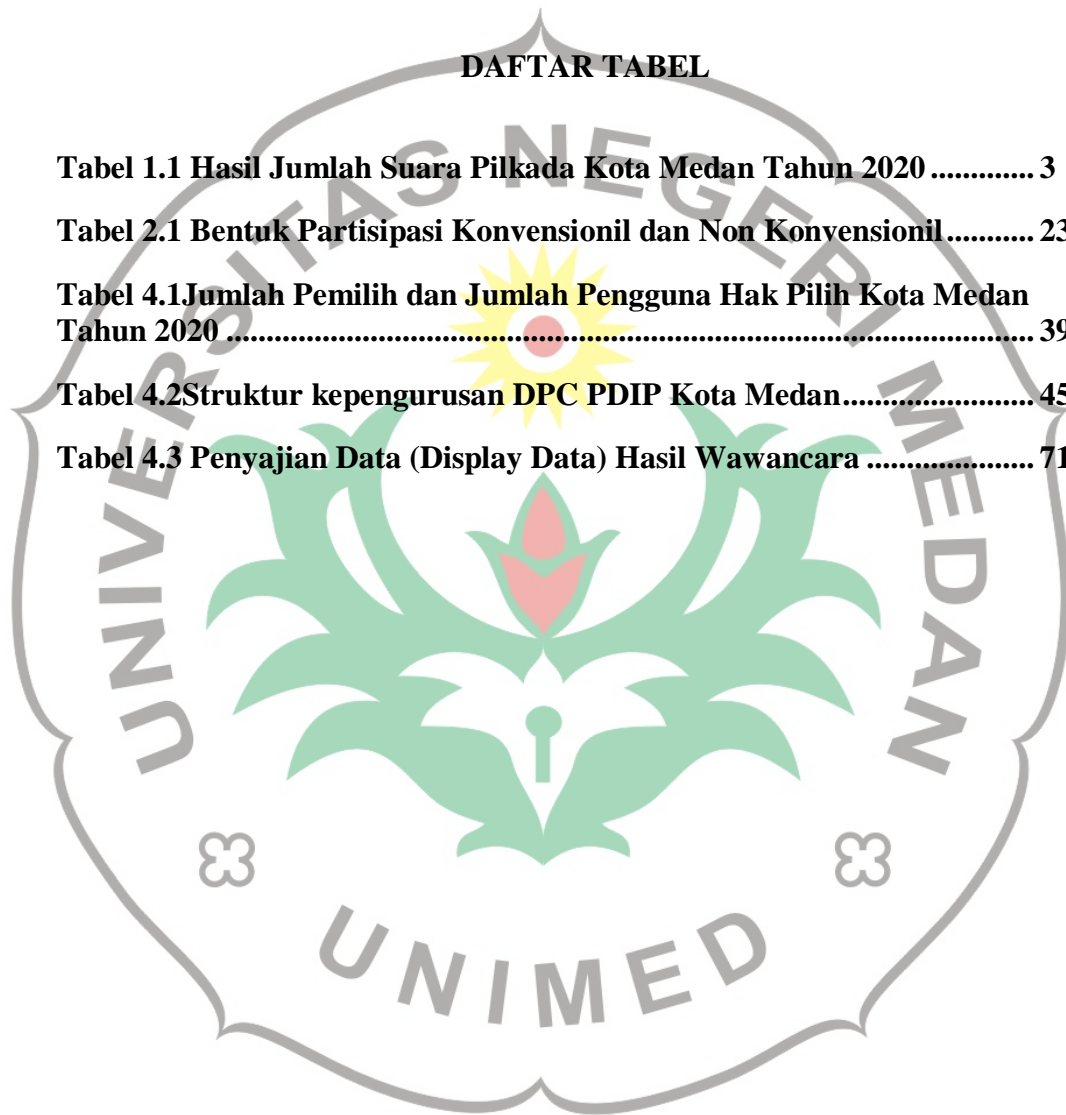 DAFTAR TABEL
Tabel 1.1 Hasil Jumlah Suara Pilkada Kota Medan Tahun 2020 ............. 3
Tabel 2.1 Bentuk Partisipasi Konvensionil dan Non Konvensionil ........... 23
Tabel 4.1Jumlah Pemilih dan Jumlah Pengguna Hak Pilih Kota Medan
Tahun 2020 ..................................................................................................... 39
Tabel 4.2Struktur kepengurusan DPC PDIP Kota Medan........................ 45
Tabel 4.3 Penyajian Data (Display Data) Hasil Wawancara ..................... 71
UNIVERSITAS NEGERI MEDAN
UNIMED